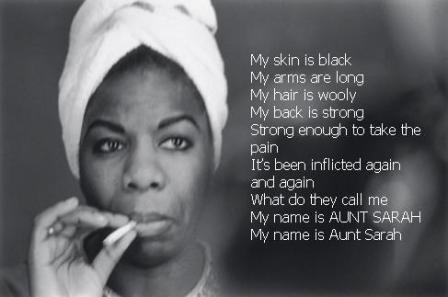 My skin is black
My arms are long
My hair is wooly
My back is strong
Strong enough to take the
pain
It's been inflicted again
and again
What do they call me
My name is AUNT SARAH
My name is Aunt Sarah